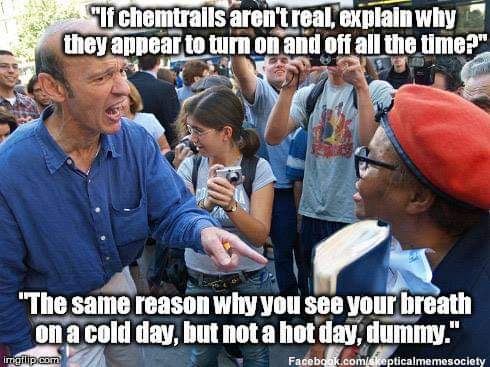 "If chemtrails aren't real, explain why
they appear to turn on and off all the time?"
"The same reason why you see your breath
on a cold day, but not a hot day, dummy."
imgflip.com
Facebook.com/skepticalmemesociety